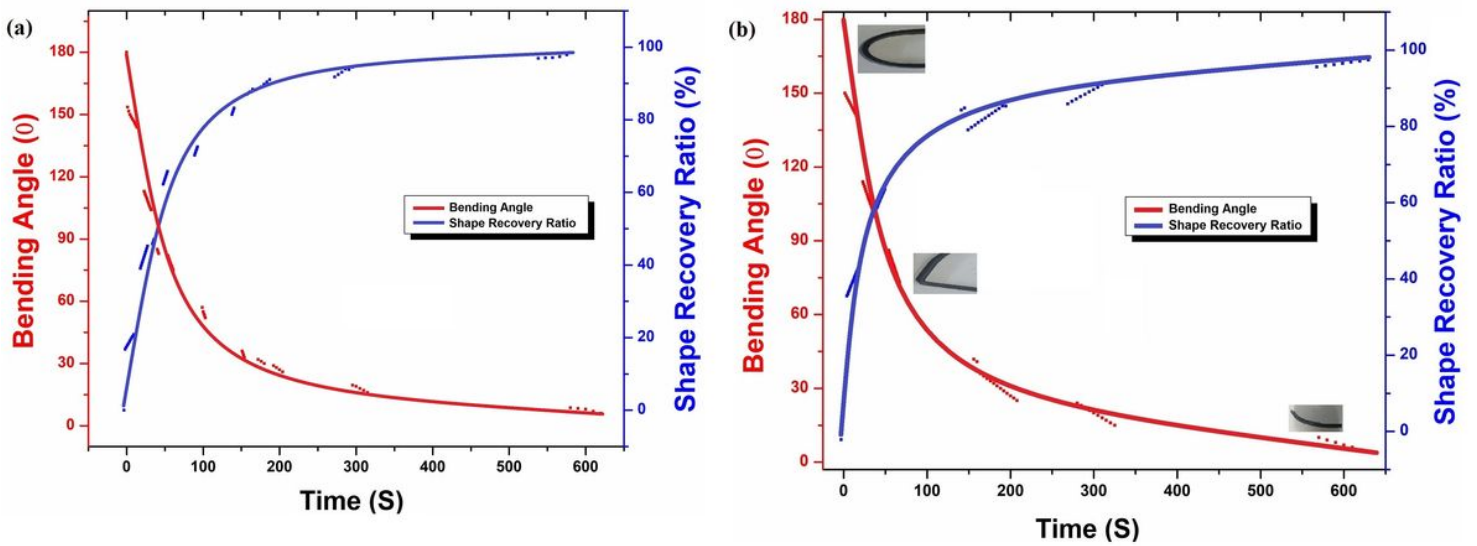 (a)
180
150
120
90
60
30
0
Bending Angle (0)
Bending Angle
Shape Recovery Ratio
100
80
60
40
20
0
Shape Recovery Ratio (%)
0 100 200 300 400 500 600
Time (S)
(b)
180
150
120
90
60
30
0
Bending Angle (0)
Bending Angle
Shape Recovery Ratio
100
80
60
40
20
0
Shape Recovery Ratio (%)
0 100 200 300 400 500 600
Time (S)